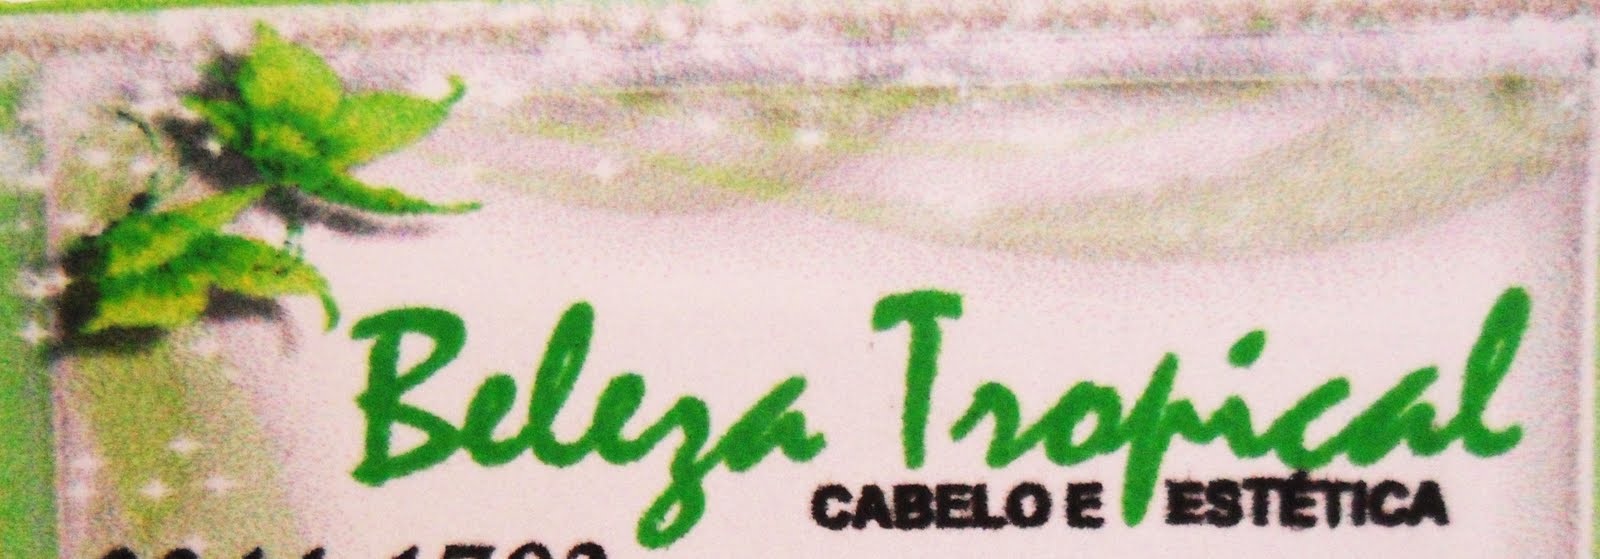 Beleza Tropical
CABELO E ESTÉTICA